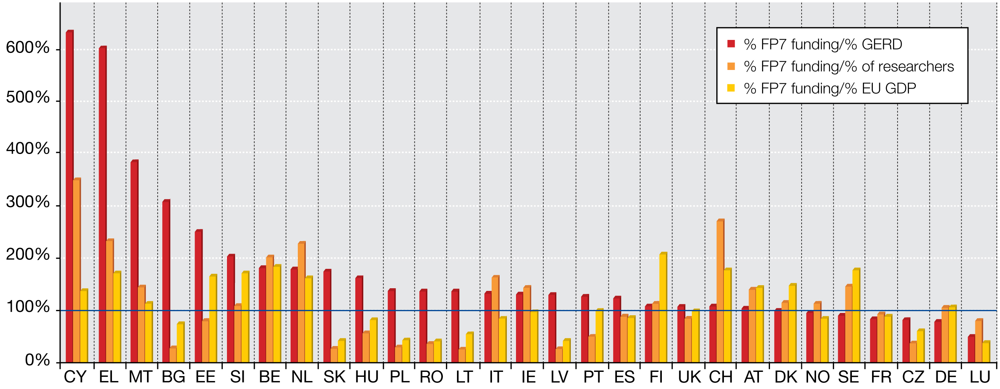 600%
500%
400%
300%
200%
100%
0%
% FP7 funding/% GERD
% FP7 funding/% of researchers
% FP7 funding/% EU GDP
CY EL MT BG EE SI BE NL SK HU PL RO LT IT IE LV PT ES FI UK CH AT DK NO SE FR CZ DE LU